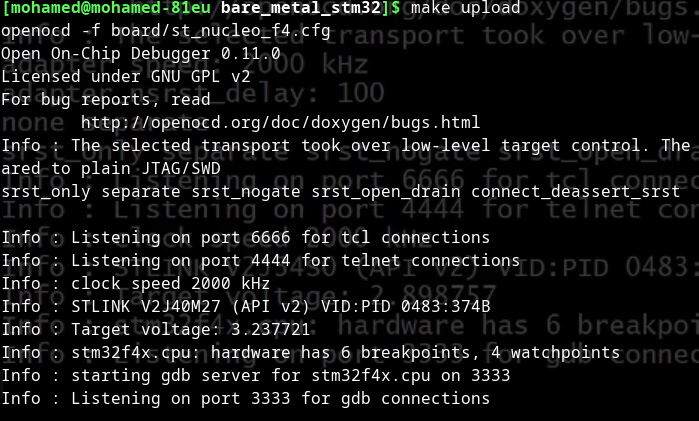 [mohamed@mohamed-81eu bare_metal_stm32]$ make upload
openocd -f board/st_nucleo_f4.cfg
Open On-Chip Debugger 0.11.0
Licensed under GNU GPL v2
For bug reports, read
http://openocd.org/doc/doxygen/bugs.html
Info : The selected transport took over low-level target control. The
ared to plain JTAG/SWD
srst_only separate srst_nogate srst_open_drain connect_deassert_srst
Info : Listening on port 6666 for tcl connections
Info : Listening on port 4444 for telnet connections
Info : clock speed 2000 kHz
Info : STLINK V2J40M27 (API v2) VID:PID 0483:374B
Info : Target voltage: 3.237721
Info : stm32f4x.cpu: hardware has 6 breakpoints, 4 watchpoints
Info : starting gdb server for stm32f4x.cpu on 3333
Info : Listening on port 3333 for gdb connections